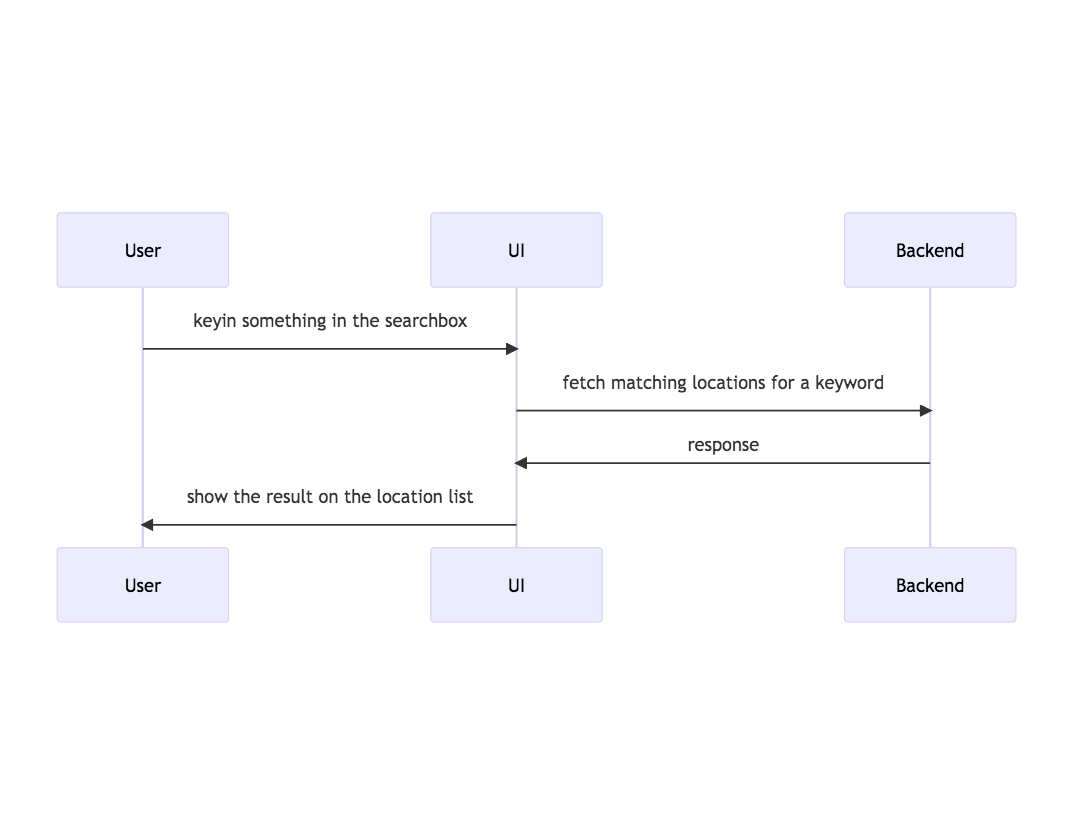 User
UI
Backend
keyin something in the searchbox
fetch matching locations for a keyword
response
show the result on the location list
User
UI
Backend